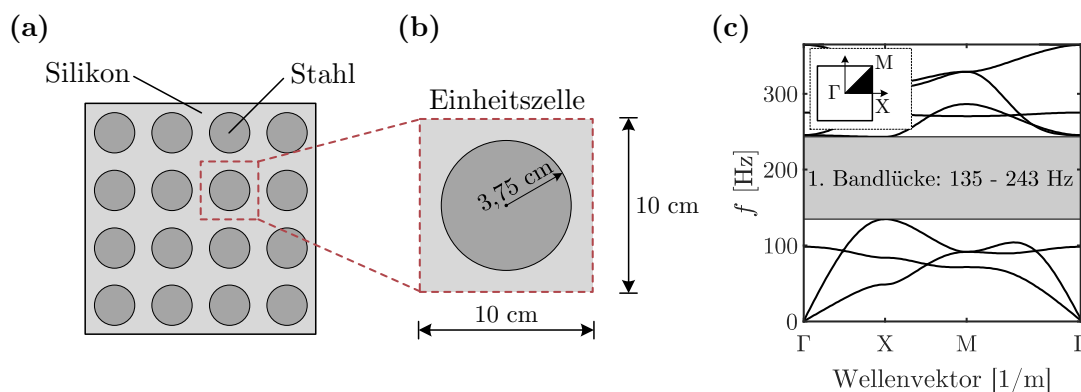 (a)
Silikon
Stahl
(b)
Einheitszelle
3,75 cm
10 cm
10 cm
(c)
M
Γ
X
300
200
100
0
f [Hz]
1. Bandlücke: 135 - 243 Hz
Γ X M Γ
Wellenvektor [1/m]